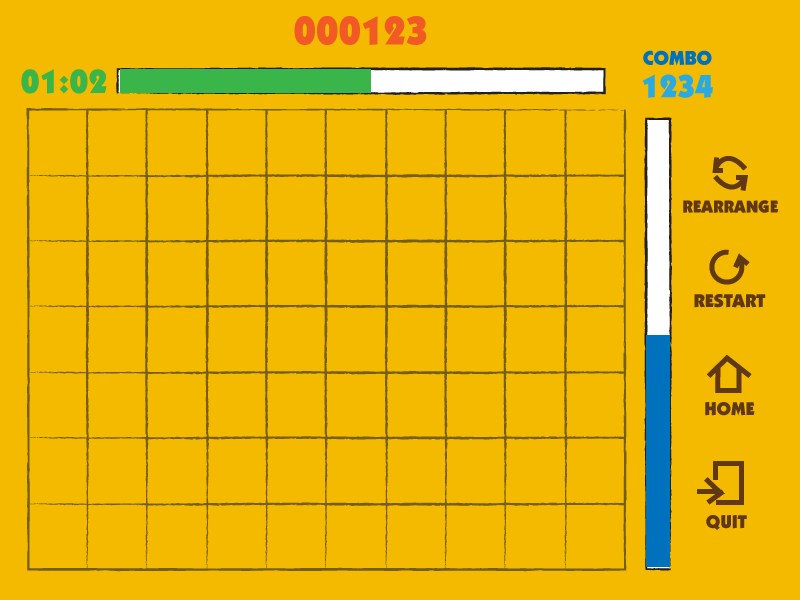 000123
01:02
COMBO
1234
REARRANGE
RESTART
HOME
QUIT